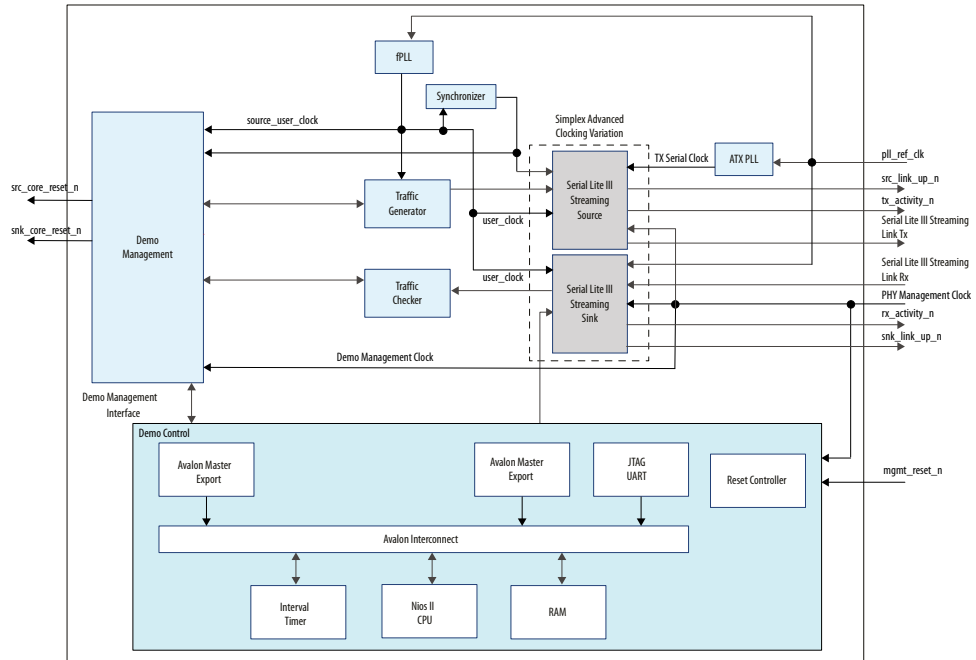 fPLL
Synchronizer
source_user_clock
Simplex Advanced
Clocking Variation
TX Serial Clock
ATX PLL
pll_ref_clk
src_core_reset_n
snk_core_reset_n
Demo
Management
Traffic
Generator
user_clock
Serial Lite III
Streaming
Source
src_link_up_n
tx_activity_n
Serial Lite III Streaming
Link Tx
Traffic
Checker
user_clock
Serial Lite III
Streaming
Sink
Serial Lite III Streaming
Link Rx
PHY Management Clock
rx_activity_n
snk_link_up_n
Demo Management Clock
Demo Management
Interface
Demo Control
Avalon Master
Export
Avalon Master
Export
JTAG
UART
Reset Controller
mgmt_reset_n
Avalon Interconnect
Interval
Timer
Nios II
CPU
RAM